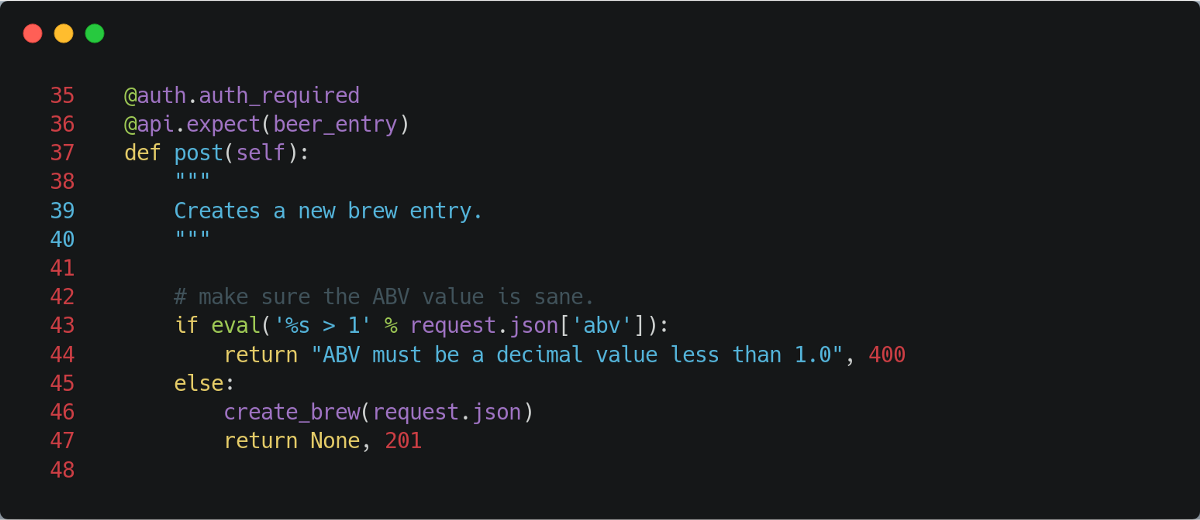 35    @auth.auth_required
36    @api.expect(beer_entry)
37    def post(self):
38        """
39        Creates a new brew entry.
40        """
41
42        # make sure the ABV value is sane.
43        if eval('%s > 1' % request.json['abv']):
44            return "ABV must be a decimal value less than 1.0", 400
45        else:
46            create_brew(request.json)
47            return None, 201
48